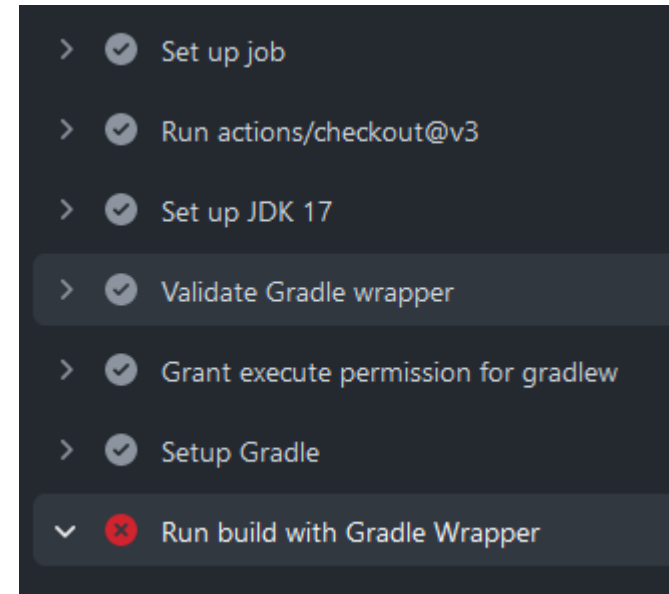 Set up job
Run actions/checkout@v3
Set up JDK 17
Validate Gradle wrapper
Grant execute permission for gradlew
Setup Gradle
Run build with Gradle Wrapper